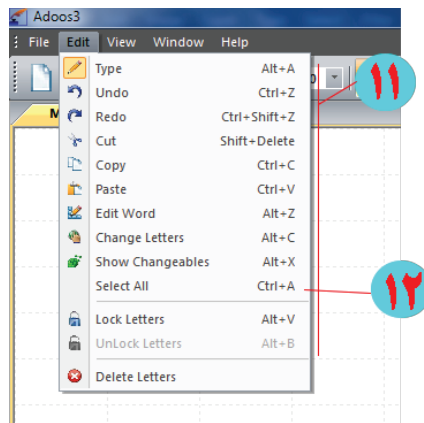 Adoos3
File Edit View Window Help
Type Alt+A
Undo Ctrl+Z
Redo Ctrl+Shift+Z
Cut Shift+Delete
Copy Ctrl+C
Paste Ctrl+V
Edit Word Alt+Z
Change Letters Alt+C
Show Changeables Alt+X
Select All Ctrl+A
Lock Letters Alt+V
UnLock Letters Alt+B
Delete Letters
۱۱
۱۲